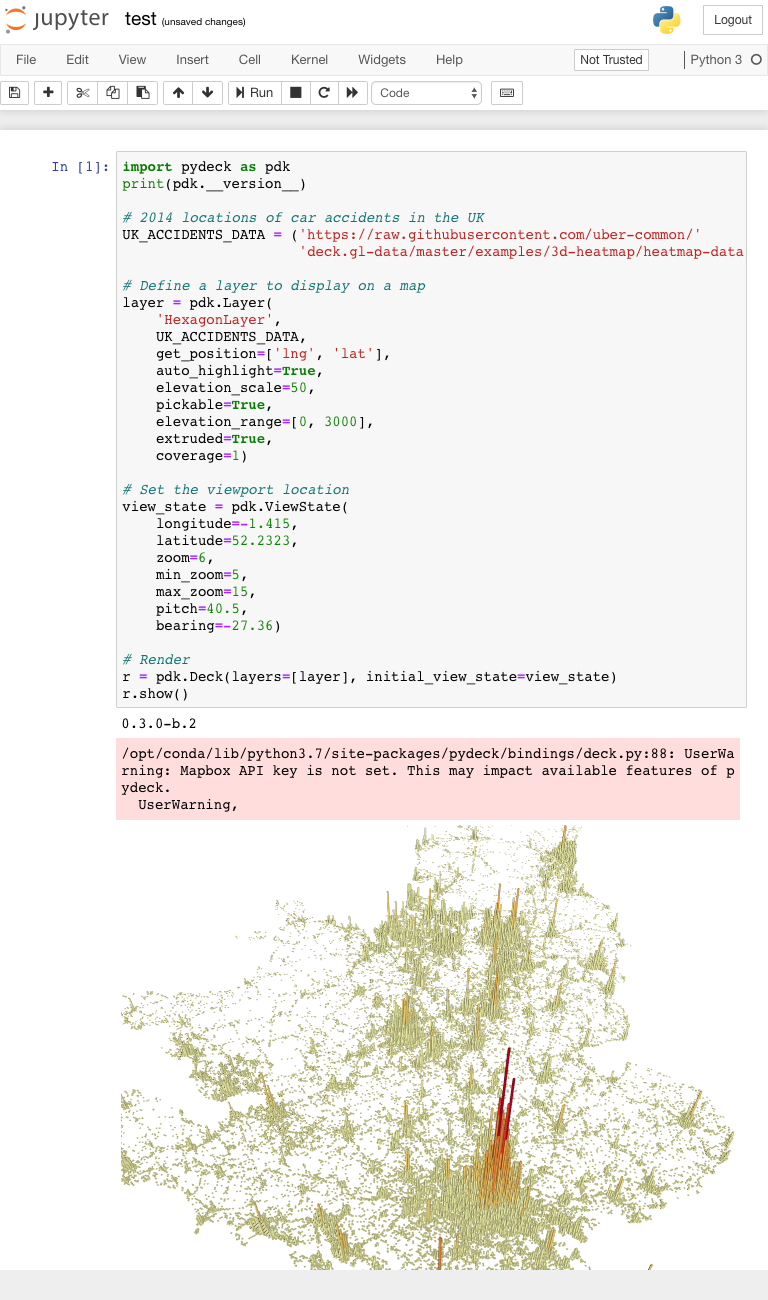 jupyter test (unsaved changes) Logout
File Edit View Insert Cell Kernel Widgets Help Not Trusted Python 3
Run Code
In [1]: import pydeck as pdk
print(pdk.__version__)
# 2014 locations of car accidents in the UK
UK_ACCIDENTS_DATA = ('https://raw.githubusercontent.com/uber-common/'
'deck.gl-data/master/examples/3d-heatmap/heatmap-data
# Define a layer to display on a map
layer = pdk.Layer(
'HexagonLayer',
UK_ACCIDENTS_DATA,
get_position=['lng', 'lat'],
auto_highlight=True,
elevation_scale=50,
pickable=True,
elevation_range=[0, 3000],
extruded=True,
coverage=1)
# Set the viewport location
view_state = pdk.ViewState(
longitude=-1.415,
latitude=52.2323,
zoom=6,
min_zoom=5,
max_zoom=15,
pitch=40.5,
bearing=-27.36)
# Render
r = pdk.Deck(layers=[layer], initial_view_state=view_state)
r.show()
0.3.0-b.2
/opt/conda/lib/python3.7/site-packages/pydeck/bindings/deck.py:88: UserWa
rning: Mapbox API key is not set. This may impact available features of p
ydeck.
UserWarning,